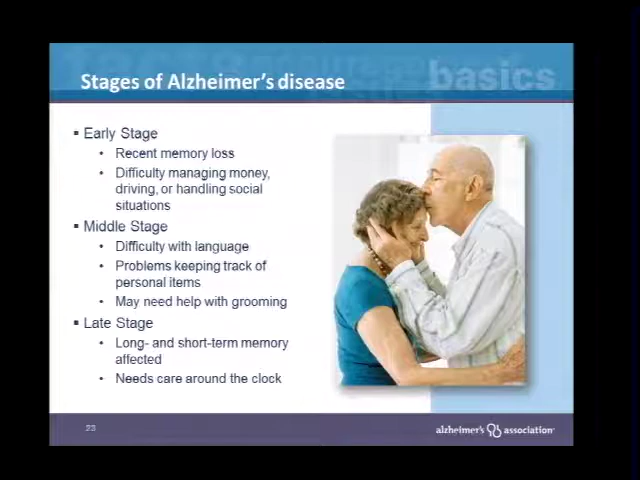 basics
Stages of Alzheimer's disease
▪ Early Stage
• Recent memory loss
• Difficulty managing money,
driving, or handling social
situations
▪ Middle Stage
• Difficulty with language
• Problems keeping track of
personal items
• May need help with grooming
▪ Late Stage
• Long- and short-term memory
affected
• Needs care around the clock
23
alzheimer's association